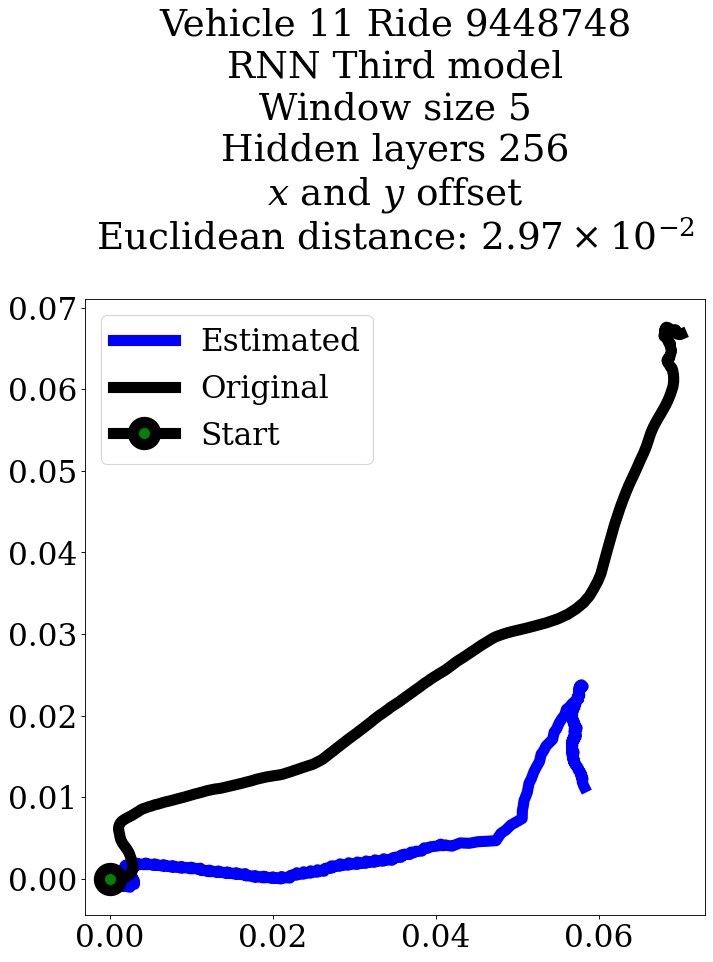 Vehicle 11 Ride 9448748
RNN Third model
Window size 5
Hidden layers 256
x and y offset
Euclidean distance: 2.97 × 10⁻²
0.07
0.06
0.05
0.04
0.03
0.02
0.01
0.00
Estimated
Original
Start
0.00 0.02 0.04 0.06